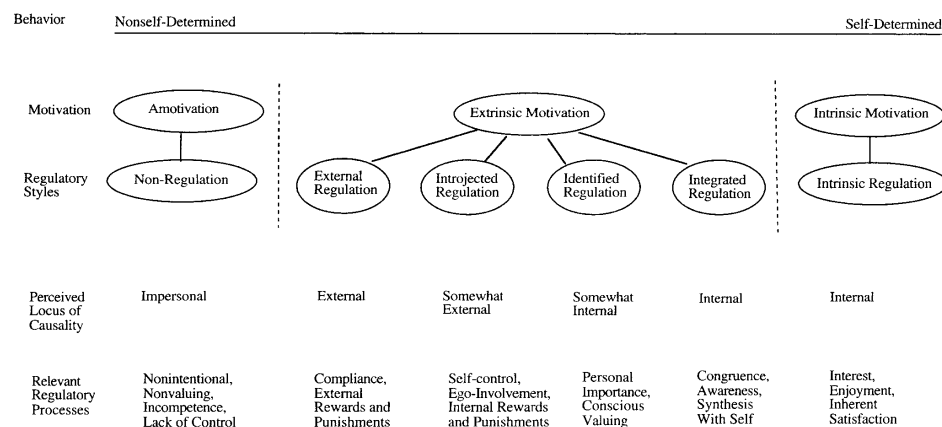 Behavior
Nonself-Determined
Self-Determined
Motivation
Amotivation
Extrinsic Motivation
Intrinsic Motivation
Regulatory
Styles
Non-Regulation
External
Regulation
Introjected
Regulation
Identified
Regulation
Integrated
Regulation
Intrinsic Regulation
Perceived
Locus of
Causality
Impersonal
External
Somewhat
External
Somewhat
Internal
Internal
Internal
Relevant
Regulatory
Processes
Nonintentional,
Nonvaluing,
Incompetence,
Lack of Control
Compliance,
External
Rewards and
Punishments
Self-control,
Ego-Involvement,
Internal Rewards
and Punishments
Personal
Importance,
Conscious
Valuing
Congruence,
Awareness,
Synthesis
With Self
Interest,
Enjoyment,
Inherent
Satisfaction